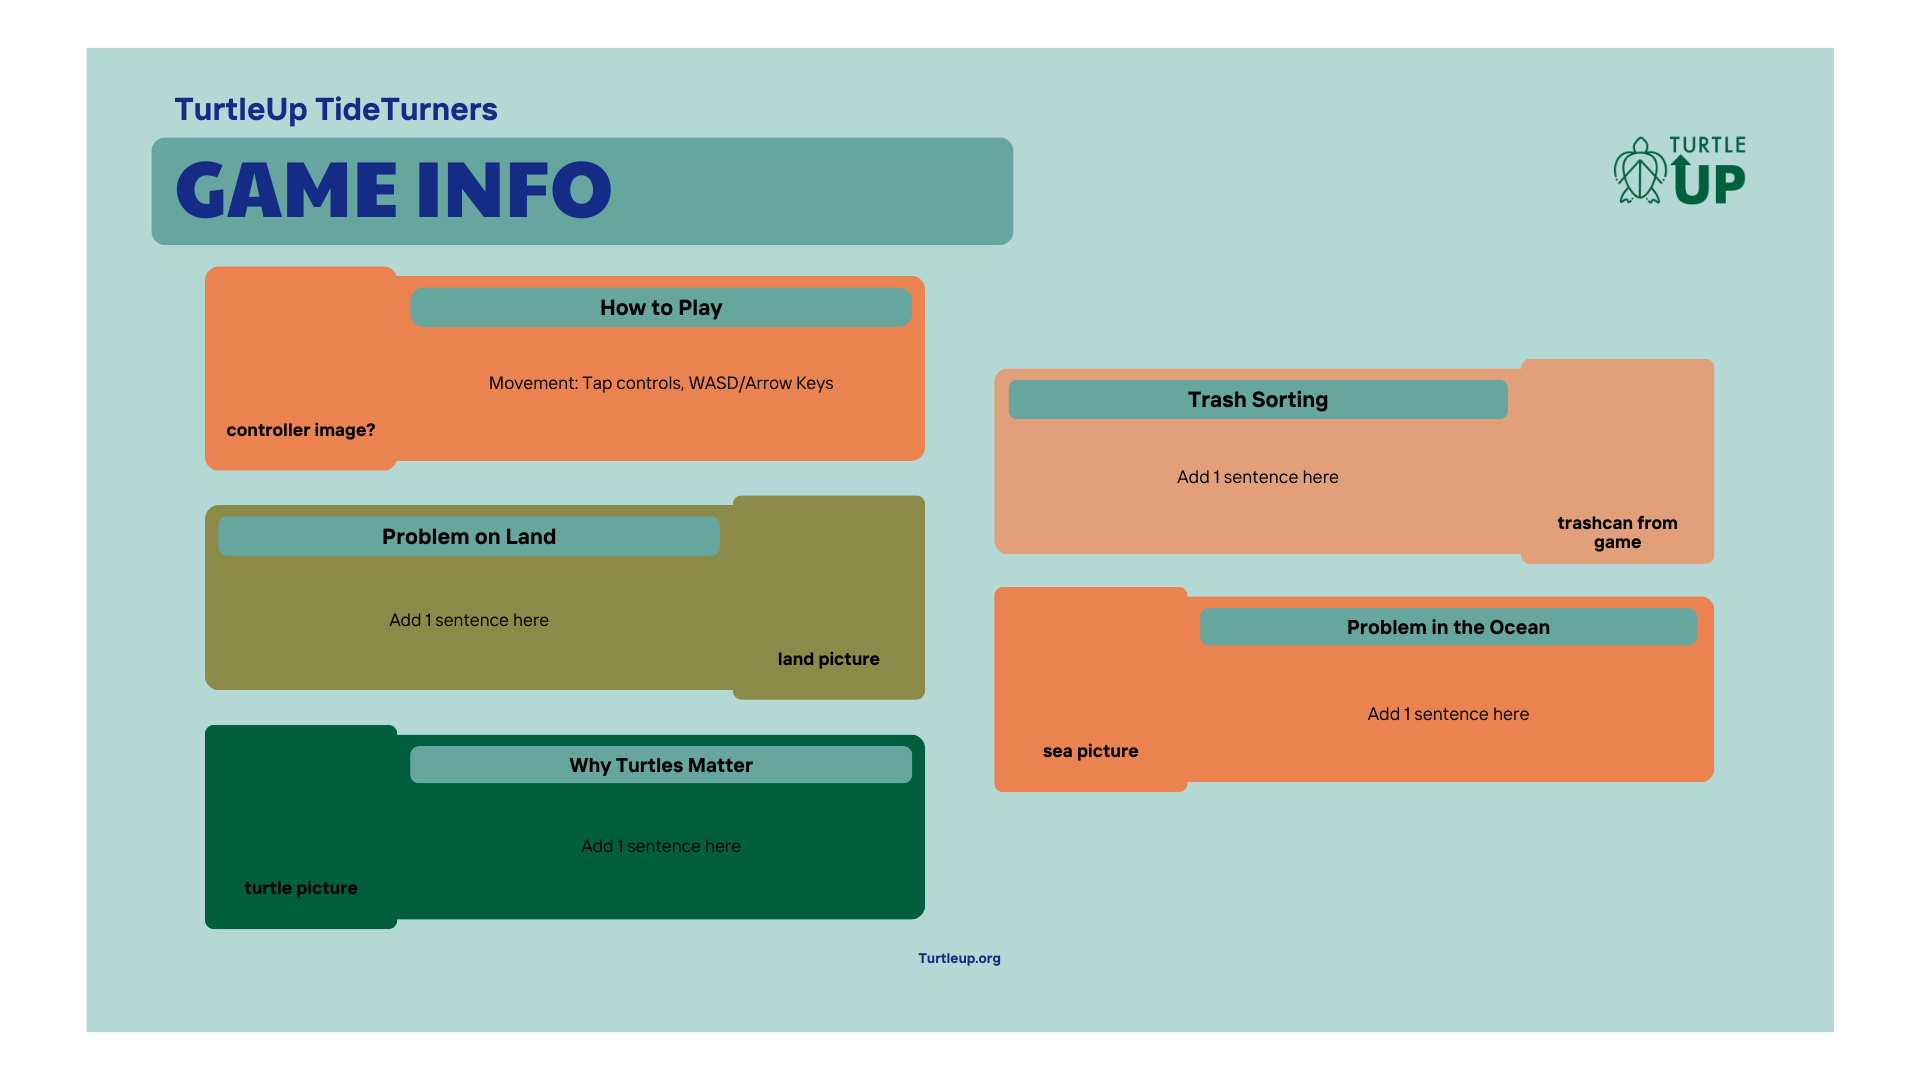 TurtleUp TideTurners
GAME INFO
TURTLE
UP
How to Play
Movement: Tap controls, WASD/Arrow Keys
controller image?
Problem on Land
Add 1 sentence here
land picture
Why Turtles Matter
Add 1 sentence here
turtle picture
Trash Sorting
Add 1 sentence here
trashcan from
game
Problem in the Ocean
Add 1 sentence here
sea picture
Turtleup.org